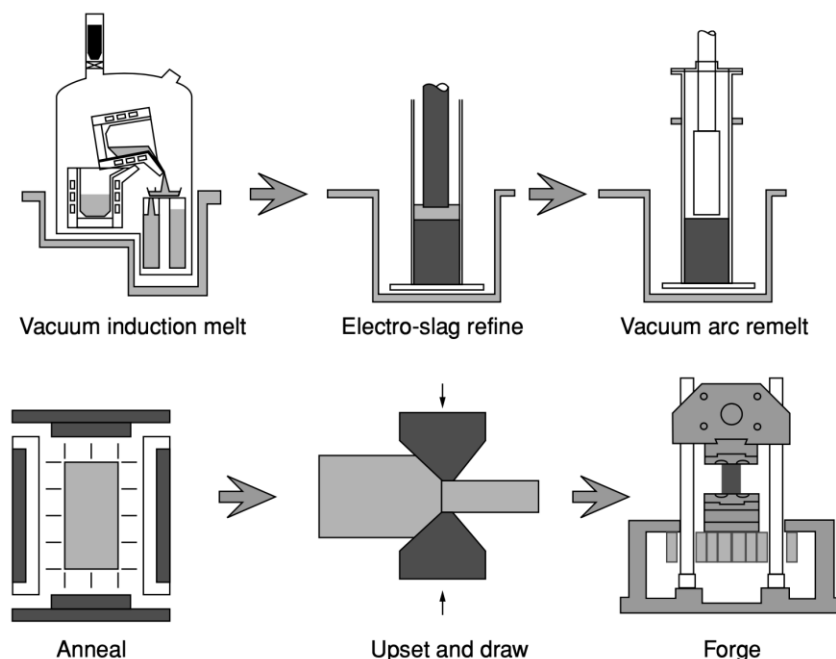 Vacuum induction melt
Electro-slag refine
Vacuum arc remelt
Anneal
Upset and draw
Forge